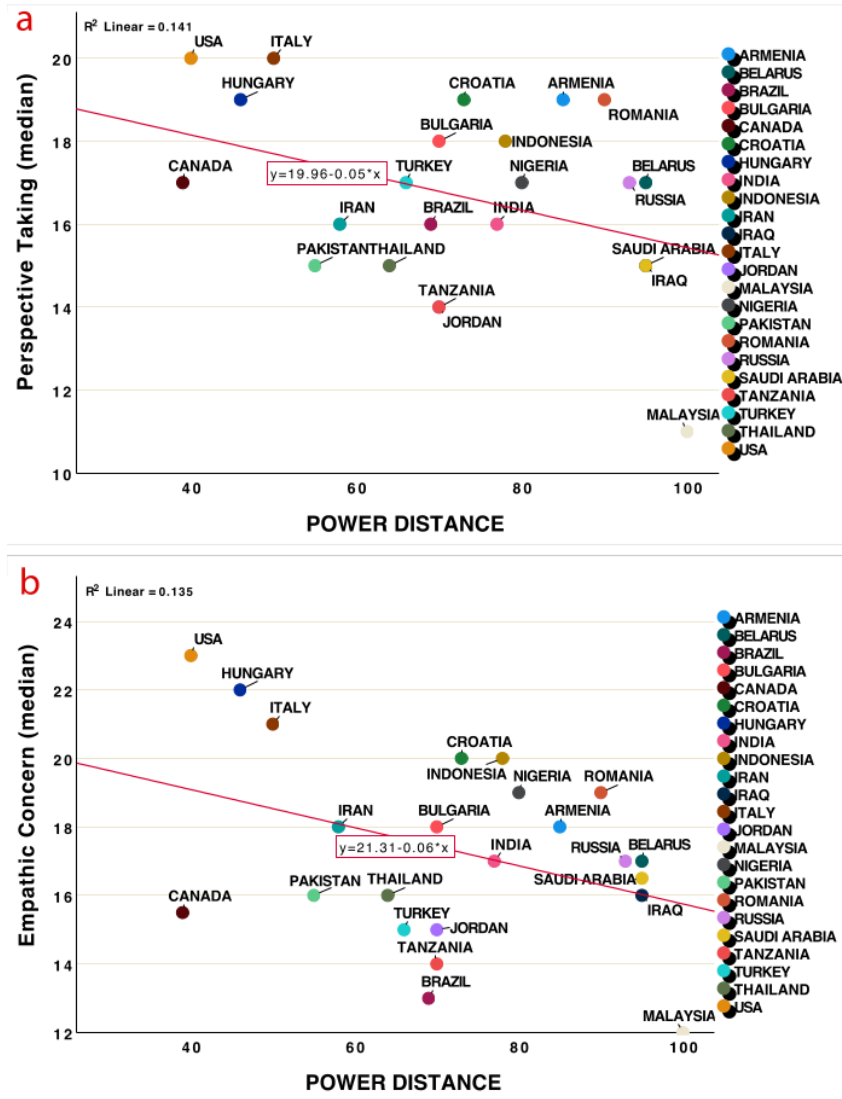 a
R² Linear = 0.141
Perspective Taking (median)
20
18
16
14
12
10
USA
ITALY
HUNGARY
CROATIA
ARMENIA
ROMANIA
BULGARIA
INDONESIA
CANADA
y=19.96-0.05*x
TURKEY
NIGERIA
BELARUS
RUSSIA
IRAN
BRAZIL
INDIA
PAKISTAN
THAILAND
SAUDI ARABIA
IRAQ
TANZANIA
JORDAN
MALAYSIA
40
60
80
100
POWER DISTANCE
ARMENIA
BELARUS
BRAZIL
BULGARIA
CANADA
CROATIA
HUNGARY
INDIA
INDONESIA
IRAN
IRAQ
ITALY
JORDAN
MALAYSIA
NIGERIA
PAKISTAN
ROMANIA
RUSSIA
SAUDI ARABIA
TANZANIA
TURKEY
THAILAND
USA
b
R² Linear = 0.135
Empathic Concern (median)
24
22
20
18
16
14
12
USA
HUNGARY
ITALY
CROATIA
INDONESIA
NIGERIA
ROMANIA
IRAN
BULGARIA
ARMENIA
y=21.31-0.06*x
INDIA
RUSSIA
BELARUS
CANADA
PAKISTAN
THAILAND
SAUDI ARABIA
IRAQ
TURKEY
JORDAN
TANZANIA
BRAZIL
MALAYSIA
40
60
80
100
POWER DISTANCE
ARMENIA
BELARUS
BRAZIL
BULGARIA
CANADA
CROATIA
HUNGARY
INDIA
INDONESIA
IRAN
IRAQ
ITALY
JORDAN
MALAYSIA
NIGERIA
PAKISTAN
ROMANIA
RUSSIA
SAUDI ARABIA
TANZANIA
TURKEY
THAILAND
USA